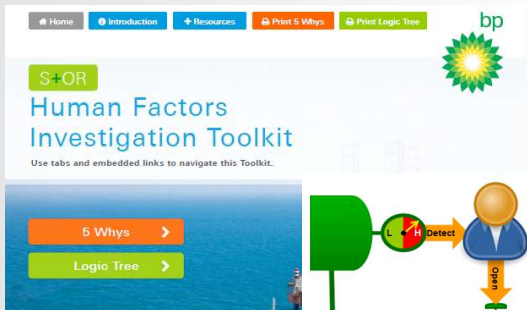 Home Introduction Resources Print 5 Whys Print Logic Tree
bp
S+OR
Human Factors
Investigation Toolkit
Use tabs and embedded links to navigate this Toolkit.
5 Whys
Logic Tree
L H Detect
Open